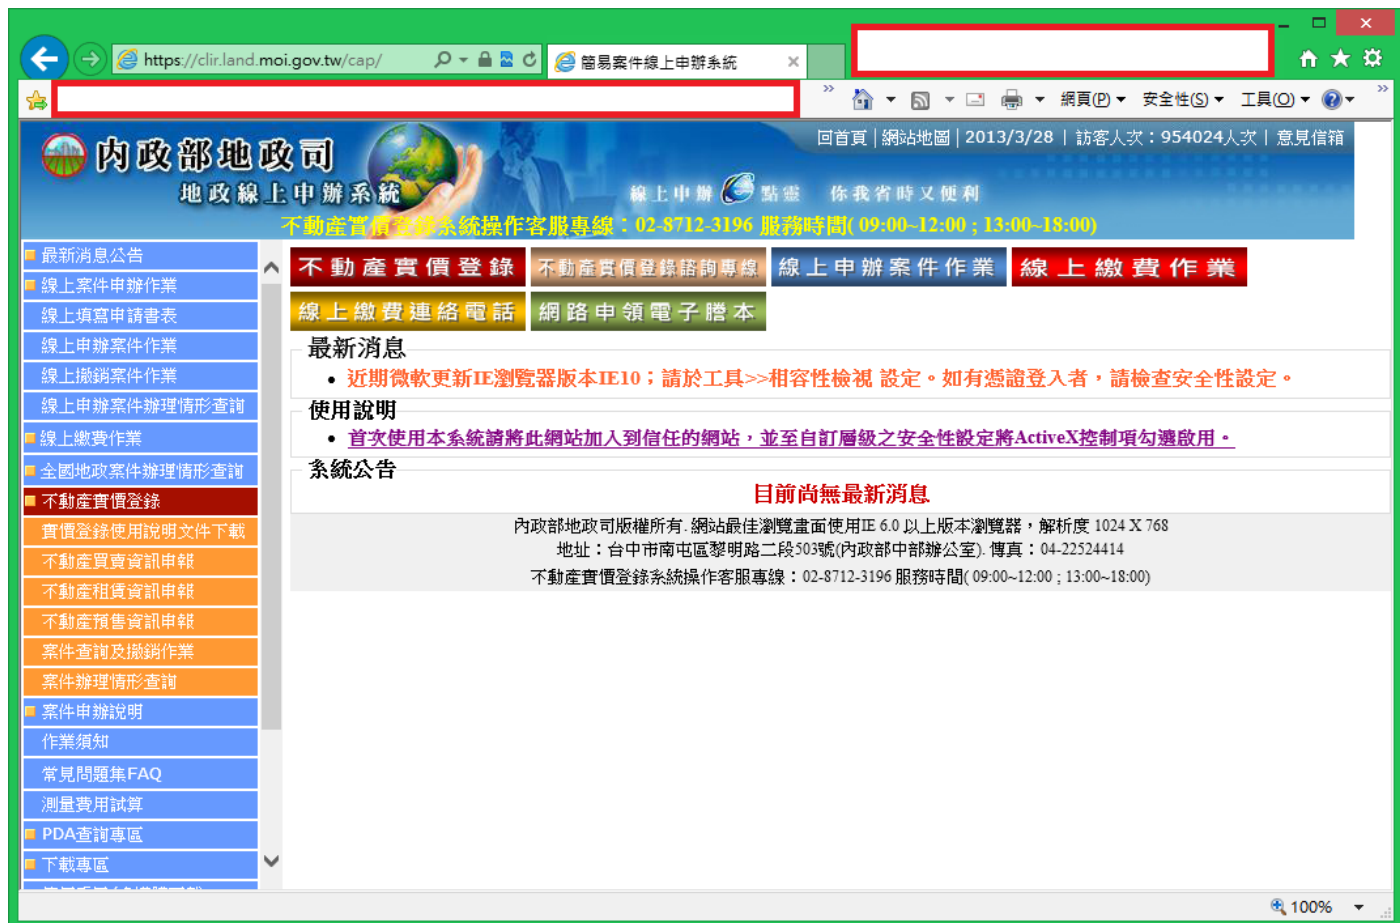 https://clir.land.moi.gov.tw/cap/
簡易案件線上申辦系統
網頁(P)
安全性(S)
工具(O)
內政部地政司
地政線上申辦系統
回首頁 | 網站地圖 | 2013/3/28 | 訪客人次：954024人次 | 意見信箱
線上申辦 點靈 你我省時又便利
不動產實價登錄系統操作客服專線：02-8712-3196 服務時間( 09:00~12:00 ; 13:00~18:00)
最新消息公告
線上案件申辦作業
線上填寫申請書表
線上申辦案件作業
線上撤銷案件作業
線上申辦案件辦理情形查詢
線上繳費作業
全國地政案件辦理情形查詢
不動產實價登錄
實價登錄使用說明文件下載
不動產買賣資訊申報
不動產租賃資訊申報
不動產預售資訊申報
案件查詢及撤銷作業
案件辦理情形查詢
案件申辦說明
作業須知
常見問題集FAQ
測量費用試算
PDA查詢專區
下載專區
不動產實價登錄
不動產實價登錄諮詢專線
線上申辦案件作業
線上繳費作業
線上繳費連絡電話
網路申領電子謄本
最新消息
近期微軟更新IE瀏覽器版本IE10；請於工具>>相容性檢視 設定。如有憑證登入者，請檢查安全性設定。
使用說明
首次使用本系統請將此網站加入到信任的網站，並至自訂層級之安全性設定將ActiveX控制項勾選啟用。
系統公告
目前尚無最新消息
內政部地政司版權所有. 網站最佳瀏覽畫面使用IE 6.0 以上版本瀏覽器，解析度 1024 X 768
地址：台中市南屯區黎明路二段503號(內政部中部辦公室). 傳真：04-22524414
不動產實價登錄系統操作客服專線：02-8712-3196 服務時間( 09:00~12:00 ; 13:00~18:00)
100%